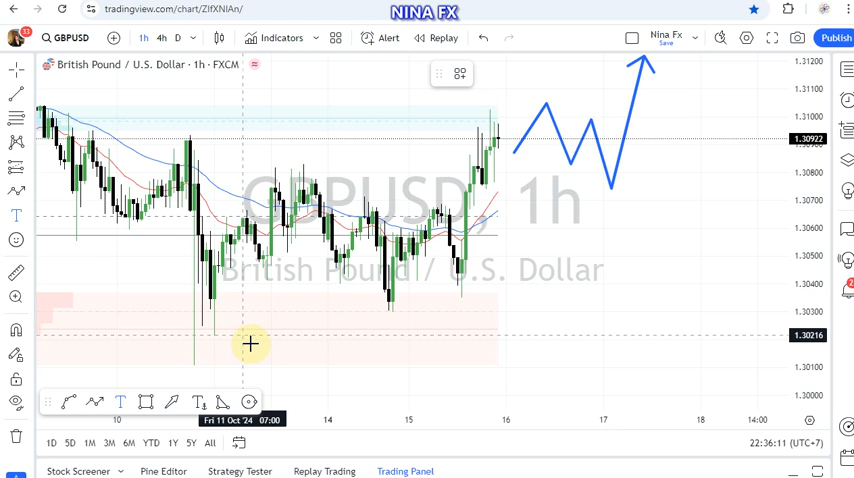 NINA FX
tradingview.com/chart/ZIfXNIAn/
33
GBPUSD
1h 4h D
Indicators
Alert
Replay
Nina Fx
Save
Publish
British Pound / U.S. Dollar · 1h · FXCM
GBPUSD, 1h
British Pound / U.S. Dollar
1.31200
1.31100
1.31000
1.30922
1.30800
1.30700
1.30600
1.30500
1.30400
1.30300
1.30216
1.30100
1.30000
10
Fri 11 Oct '24 07:00
14
15
16
17
18
14:00
1D 5D 1M 3M 6M YTD 1Y 5Y All
22:36:11 (UTC+7)
Stock Screener
Pine Editor
Strategy Tester
Replay Trading
Trading Panel